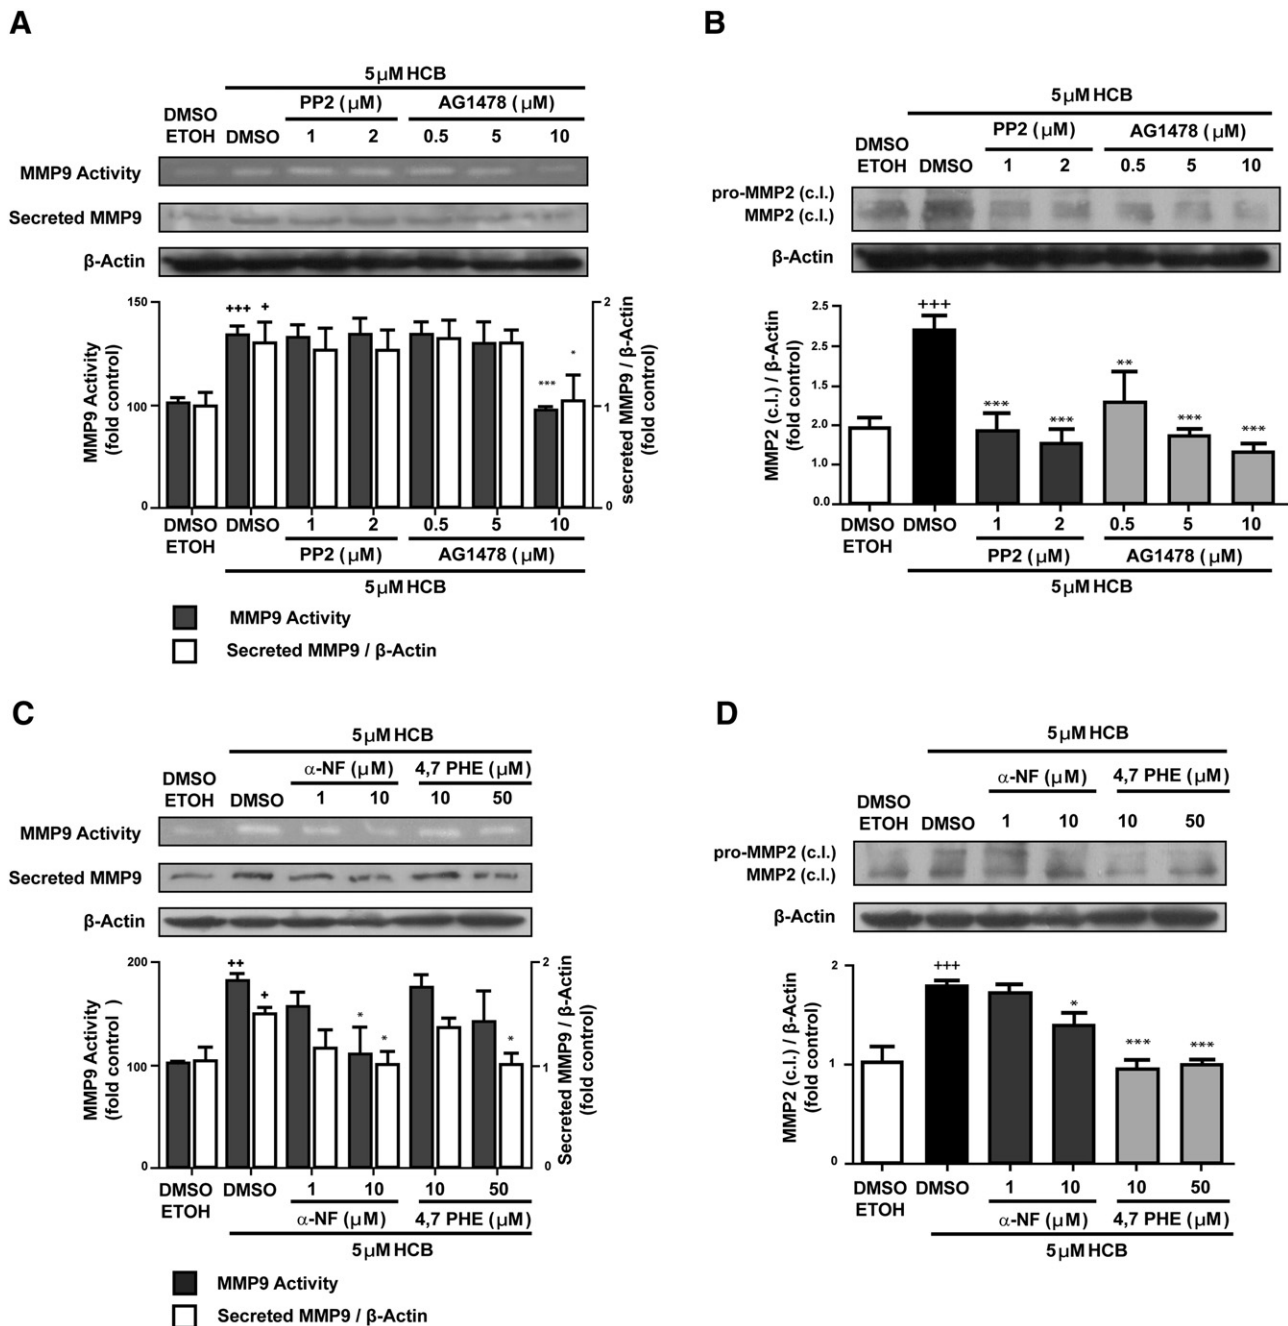 A
5µM HCB
PP2 (µM) AG1478 (µM)
DMSO
ETOH DMSO 1 2 0.5 5 10
MMP9 Activity
Secreted MMP9
β-Actin
+++ +
*** *
150
100
0
2
1
0
MMP9 Activity
(fold control)
secreted MMP9 / β-Actin
(fold control)
DMSO DMSO 1 2 0.5 5 10
ETOH
PP2 (µM) AG1478 (µM)
5µM HCB
MMP9 Activity
Secreted MMP9 / β-Actin
B
5µM HCB
PP2 (µM) AG1478 (µM)
DMSO
ETOH DMSO 1 2 0.5 5 10
pro-MMP2 (c.l.)
MMP2 (c.l.)
β-Actin
+++
*** *** ** *** ***
2.5
2.5
1.5
2.0
1.0
0.0
MMP2 (c.l.) / β-Actin
(fold control)
DMSO DMSO 1 2 0.5 5 10
ETOH
PP2 (µM) AG1478 (µM)
5µM HCB
C
5µM HCB
α-NF (µM) 4,7 PHE (µM)
DMSO
ETOH DMSO 1 10 10 50
MMP9 Activity
Secreted MMP9
β-Actin
++ +
* * *
200
100
0
2
1
0
MMP9 Activity
(fold control )
Secreted MMP9 / β-Actin
(fold control)
DMSO DMSO 1 10 10 50
ETOH
α-NF (µM) 4,7 PHE (µM)
5µM HCB
MMP9 Activity
Secreted MMP9 / β-Actin
D
5µM HCB
α-NF (µM) 4,7 PHE (µM)
DMSO
ETOH DMSO 1 10 10 50
pro-MMP2 (c.l.)
MMP2 (c.l.)
β-Actin
+++
* *** ***
2
1
0
MMP2 (c.l.) / β-Actin
(fold control)
DMSO DMSO 1 10 10 50
ETOH
α-NF (µM) 4,7 PHE (µM)
5µM HCB